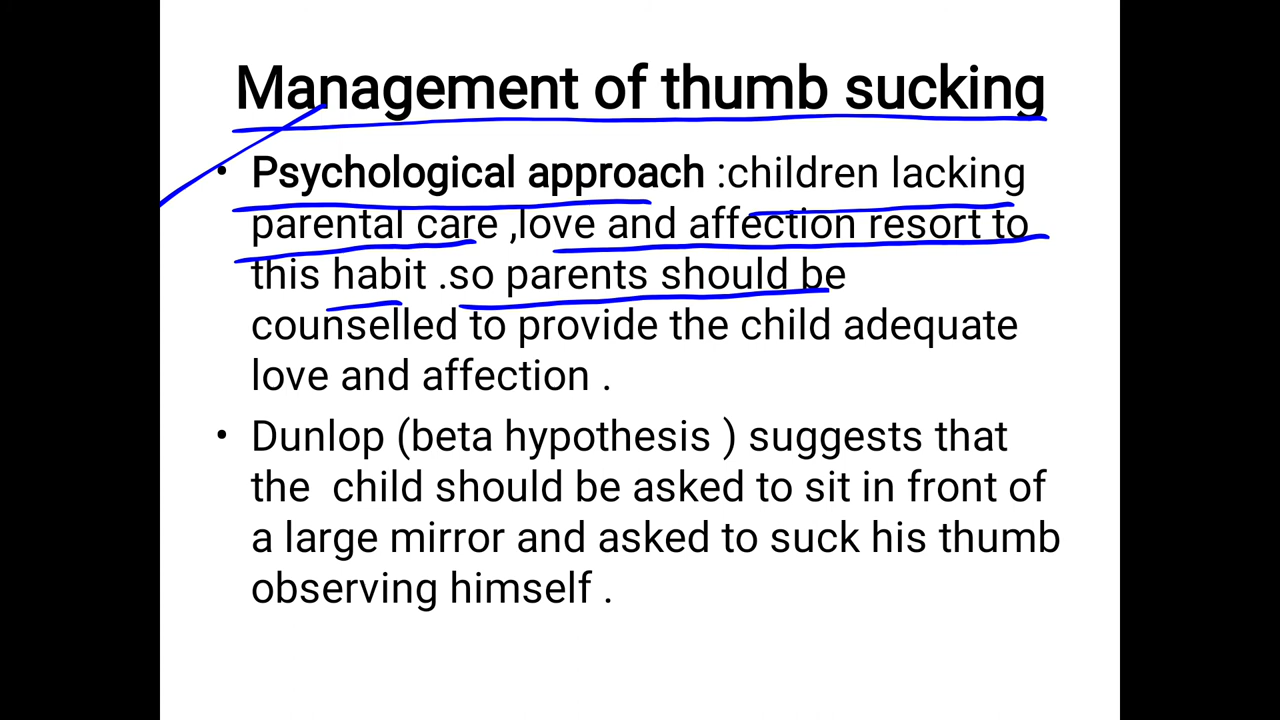 Management of thumb sucking
• Psychological approach :children lacking
parental care ,love and affection resort to
this habit .so parents should be
counselled to provide the child adequate
love and affection .
• Dunlop (beta hypothesis ) suggests that
the  child should be asked to sit in front of
a large mirror and asked to suck his thumb
observing himself .